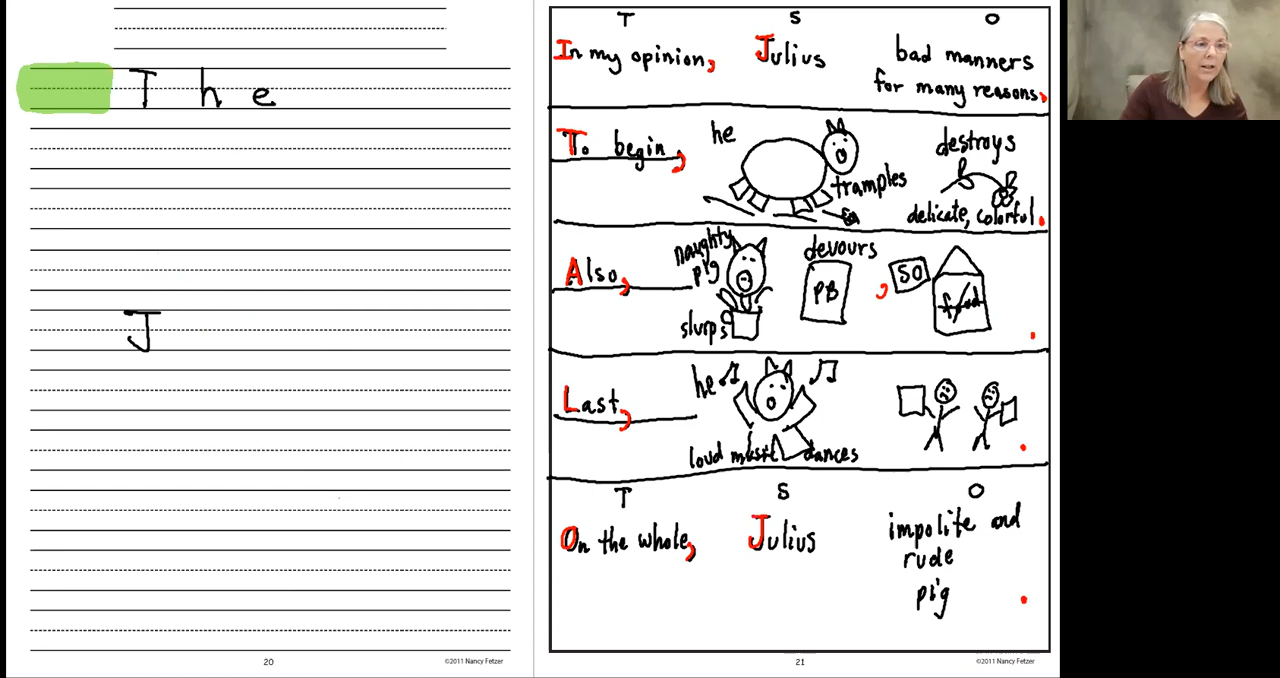 T h e
J
20
©2011 Nancy Fetzer
T S O
In my opinion, Julius bad manners
for many reasons.
To begin, he tramples destroys
delicate, colorful.
Also, naughty pig devours
PB , SO
food
slurps .
Last, he
loud music dances .
T S O
On the whole, Julius impolite and
rude
pig .
21
©2011 Nancy Fetzer